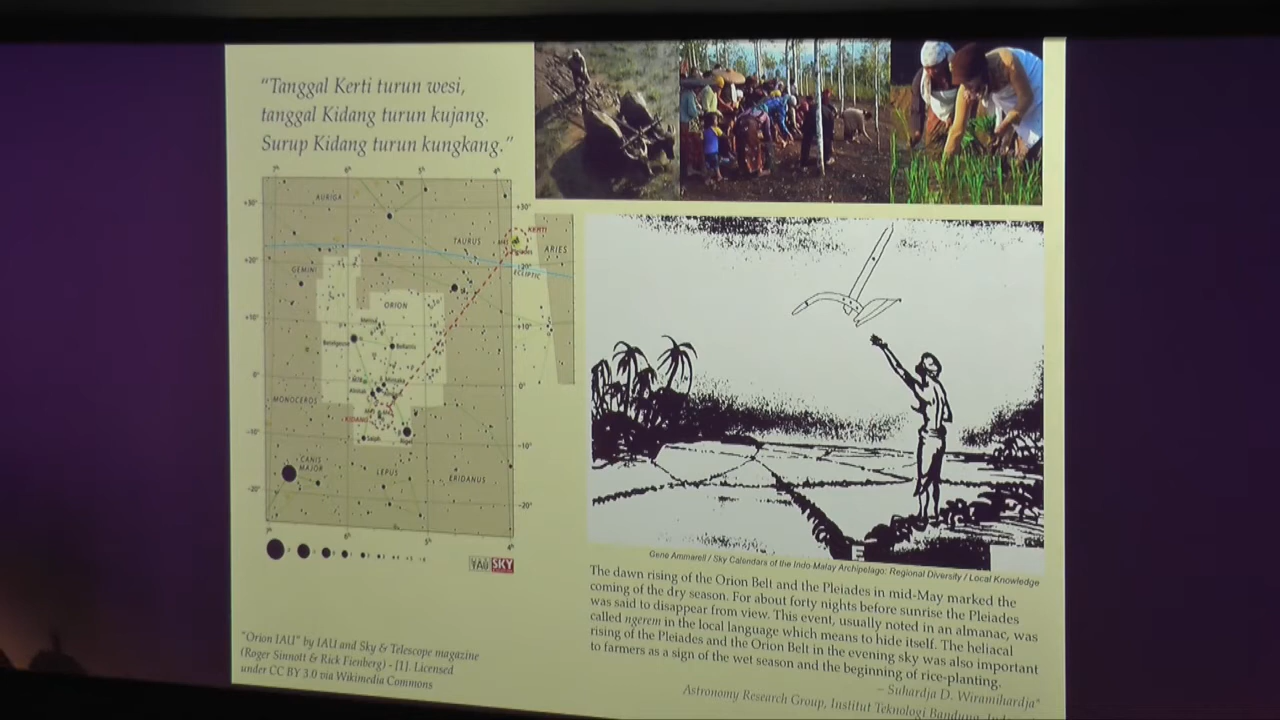 “Tanggal Kerti turun wesi,
tanggal Kidang turun kujang.
Surup Kidang turun kungkang.”
AURIGA
TAURUS
ARIES
KERTI
ECLIPTIC
GEMINI
ORION
Betelgeuse
Bellatrix
Mintaka
MONOCEROS
KIDANG
Saiph
Rigel
CANIS
MAJOR
LEPUS
ERIDANUS
IAU SKY
"Orion IAU" by IAU and Sky & Telescope magazine
(Roger Sinnott & Rick Fienberg) - [1]. Licensed
under CC BY 3.0 via Wikimedia Commons
Gene Ammarell / Sky Calendars of the Indo-Malay Archipelago: Regional Diversity / Local Knowledge
The dawn rising of the Orion Belt and the Pleiades in mid-May marked the
coming of the dry season. For about forty nights before sunrise the Pleiades
was said to disappear from view. This event, usually noted in an almanac, was
called ngerem in the local language which means to hide itself. The heliacal
rising of the Pleiades and the Orion Belt in the evening sky was also important
to farmers as a sign of the wet season and the beginning of rice-planting.
– Suhardja D. Wiramihardja*
Astronomy Research Group, Institut Teknologi Bandung,